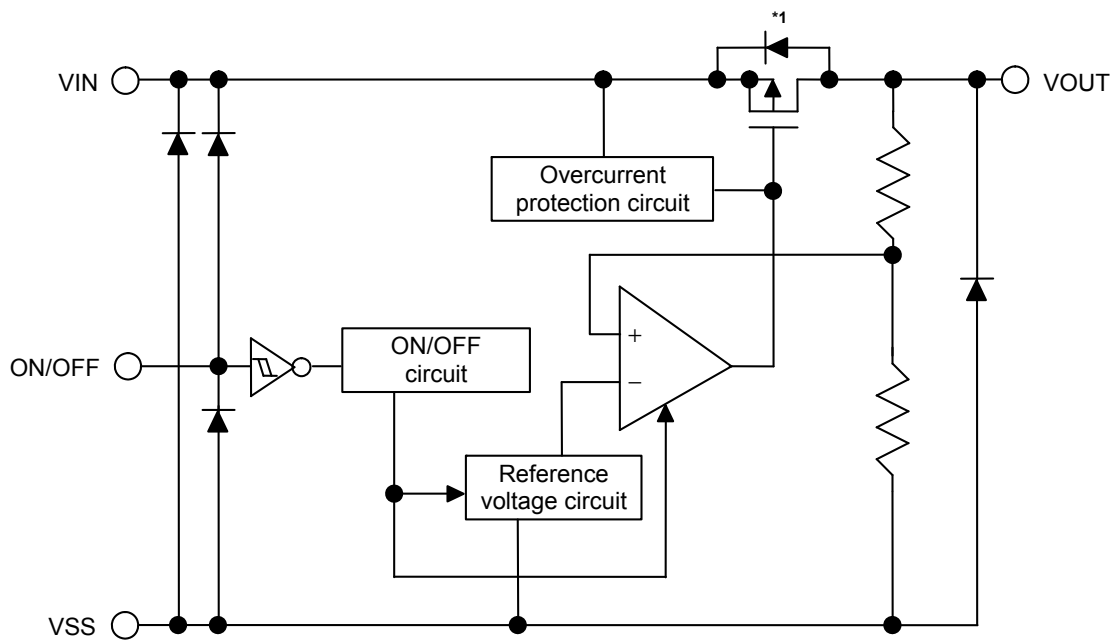 *1
VIN
VOUT
Overcurrent
protection circuit
+
−
ON/OFF
ON/OFF
circuit
Reference
voltage circuit
VSS